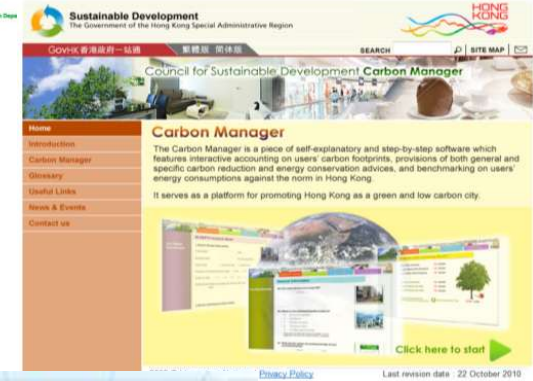 Sustainable Development
The Government of the Hong Kong Special Administrative Region
HONG
KONG
GovHK 香港政府一站通
繁體版 简体版
SEARCH
SITE MAP
Council for Sustainable Development Carbon Manager
Home
Introduction
Carbon Manager
Glossary
Useful Links
News & Events
Contact us
Carbon Manager
The Carbon Manager is a piece of self-explanatory and step-by-step software which
features interactive accounting on users' carbon footprints, provisions of both general and
specific carbon reduction and energy conservation advices, and benchmarking on users'
energy consumptions against the norm in Hong Kong.
It serves as a platform for promoting Hong Kong as a green and low carbon city.
Click here to start
Privacy Policy
Last revision date : 22 October 2010